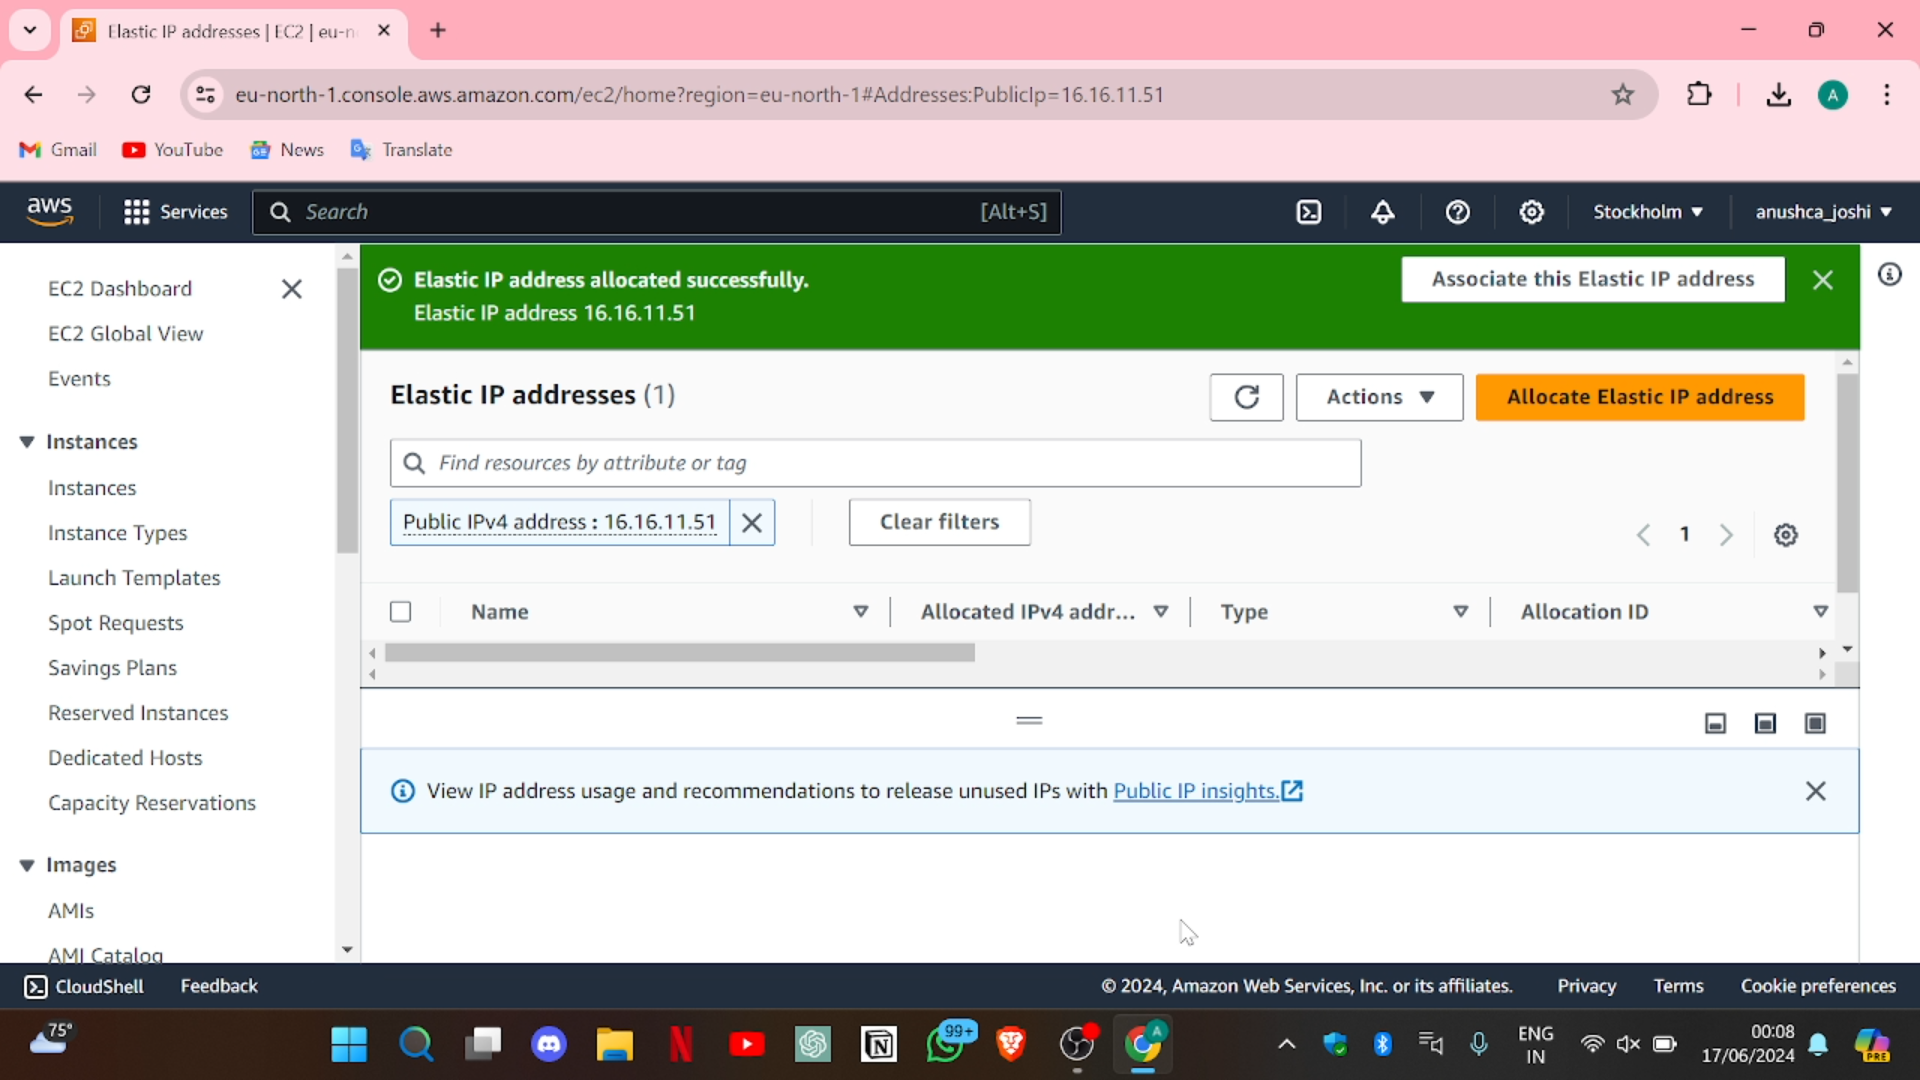 Elastic IP addresses | EC2 | eu-n
eu-north-1.console.aws.amazon.com/ec2/home?region=eu-north-1#Addresses:PublicIp=16.16.11.51
A
Gmail
YouTube
News
Translate
aws
Services
Search
[Alt+S]
Stockholm
anushca_joshi
EC2 Dashboard
EC2 Global View
Events
Instances
Instances
Instance Types
Launch Templates
Spot Requests
Savings Plans
Reserved Instances
Dedicated Hosts
Capacity Reservations
Images
AMIs
AMI Catalog
Elastic IP address allocated successfully.
Elastic IP address 16.16.11.51
Associate this Elastic IP address
Elastic IP addresses (1)
Actions
Allocate Elastic IP address
Find resources by attribute or tag
Public IPv4 address : 16.16.11.51
Clear filters
1
Name
Allocated IPv4 addr...
Type
Allocation ID
View IP address usage and recommendations to release unused IPs with Public IP insights.
CloudShell
Feedback
© 2024, Amazon Web Services, Inc. or its affiliates.
Privacy
Terms
Cookie preferences
75°
99+
A
ENG
IN
00:08
17/06/2024
PRE